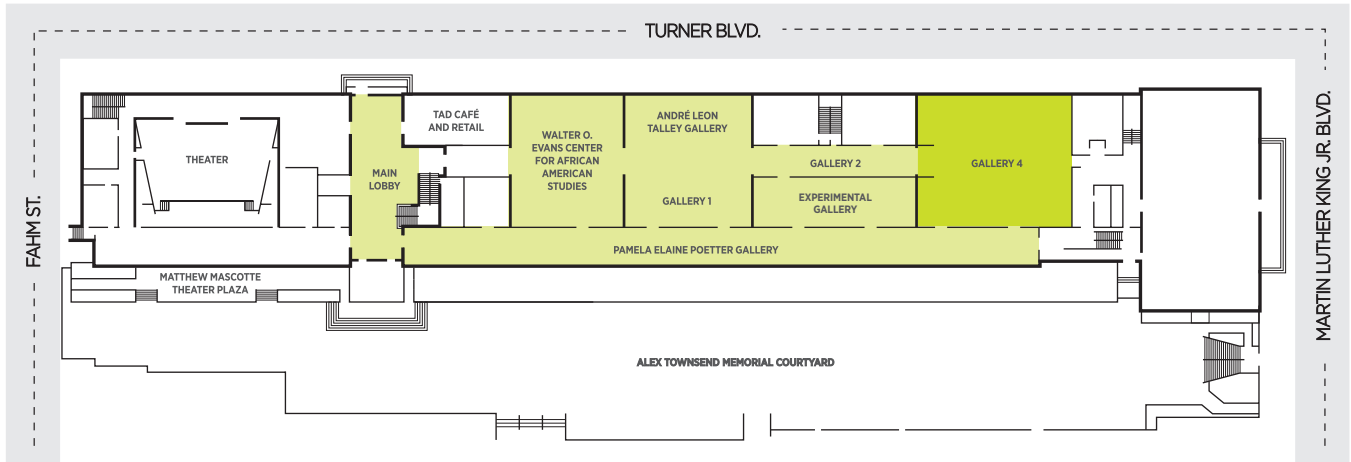 TURNER BLVD.
FAHM ST.
MARTIN LUTHER KING JR. BLVD.
THEATER
MAIN
LOBBY
TAD CAFÉ
AND RETAIL
WALTER O.
EVANS CENTER
FOR AFRICAN
AMERICAN
STUDIES
ANDRÉ LEON
TALLEY GALLERY
GALLERY 1
GALLERY 2
EXPERIMENTAL
GALLERY
GALLERY 4
PAMELA ELAINE POETTER GALLERY
MATTHEW MASCOTTE
THEATER PLAZA
ALEX TOWNSEND MEMORIAL COURTYARD